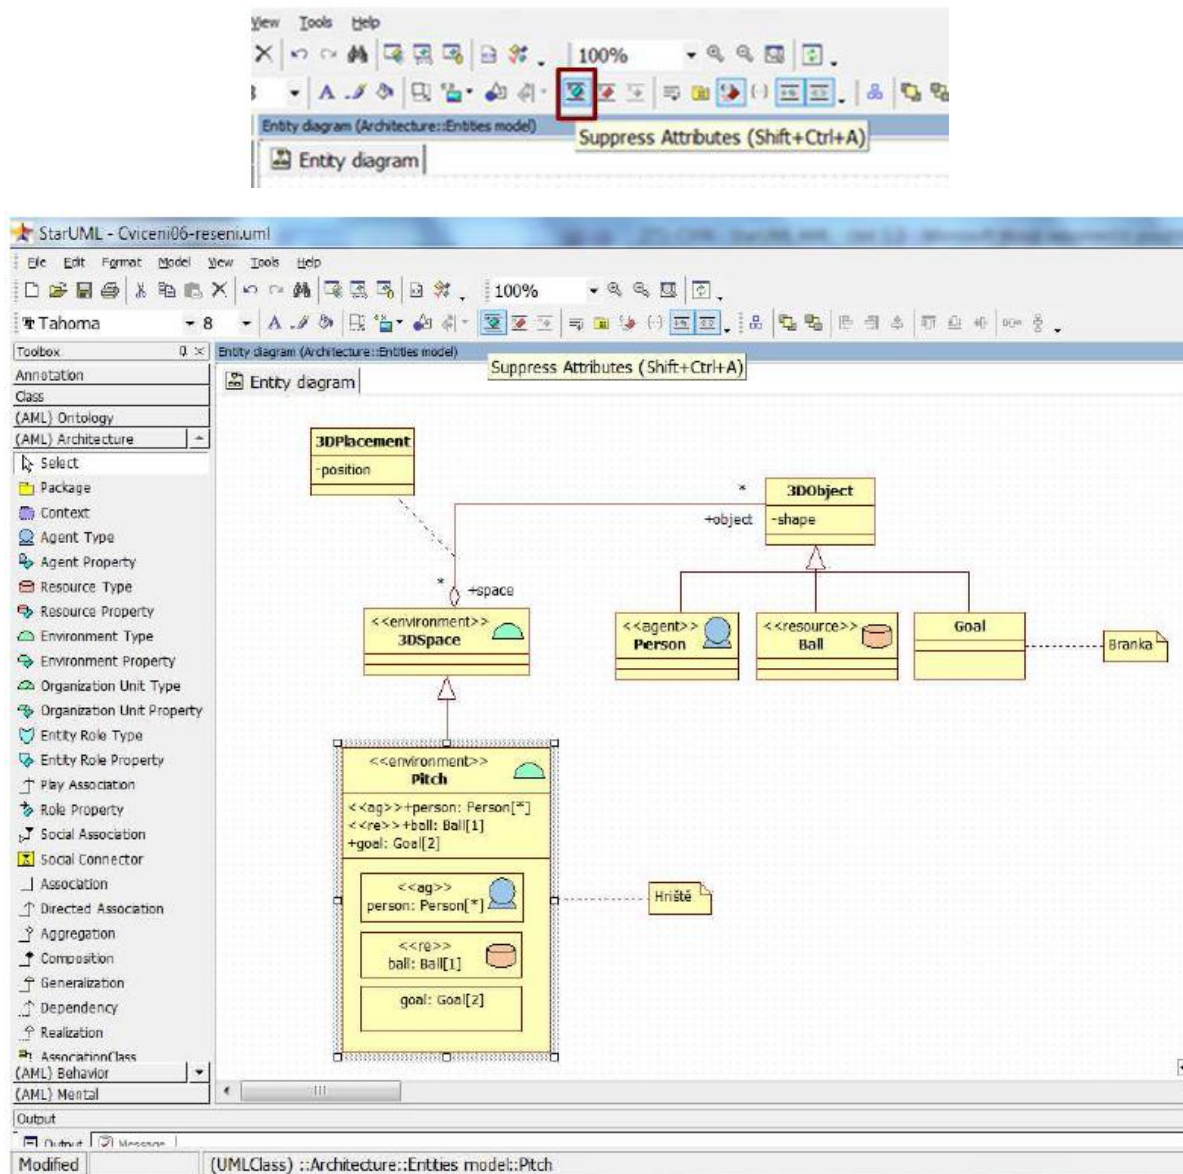 View Tools Help
100%
Entity diagram (Architecture::Entities model)
Suppress Attributes (Shift+Ctrl+A)
Entity diagram
StarUML - Cviceni06-reseni.uml
File Edit Format Model View Tools Help
100%
Tahoma 8
Toolbox
Entity diagram (Architecture::Entities model)
Suppress Attributes (Shift+Ctrl+A)
Entity diagram
Annotation
Class
(AML) Ontology
(AML) Architecture
Select
Package
Context
Agent Type
Agent Property
Resource Type
Resource Property
Environment Type
Environment Property
Organization Unit Type
Organization Unit Property
Entity Role Type
Entity Role Property
Play Association
Role Property
Social Association
Social Connector
Association
Directed Association
Aggregation
Composition
Generalization
Dependency
Realization
AssociationClass
(AML) Behavior
(AML) Mental
3DPlacement
-position
*
+object
3DObject
-shape
*
+space
<<environment>>
3DSpace
<<agent>>
Person
<<resource>>
Ball
Goal
Branka
<<environment>>
Pitch
<<ag>>+person: Person[*]
<<re>>+ball: Ball[1]
+goal: Goal[2]
<<ag>>
person: Person[*]
<<re>>
ball: Ball[1]
goal: Goal[2]
Hriště
Output
Output Message
Modified
(UMLClass) ::Architecture::Entities model::Pitch